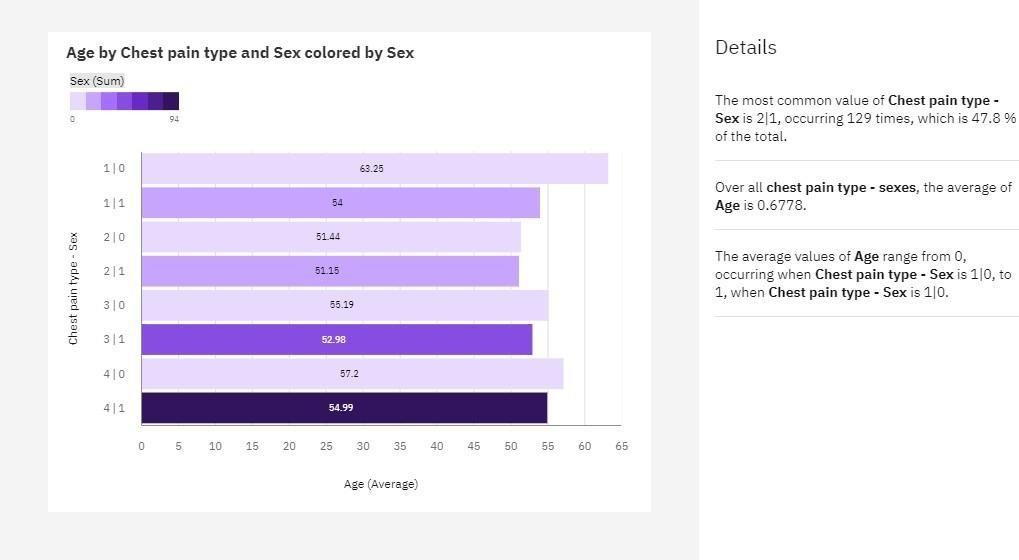 Age by Chest pain type and Sex colored by Sex
Sex (Sum)
0 94
1|0 63.25
1|1 54
2|0 51.44
2|1 51.15
3|0 55.19
3|1 52.98
4|0 57.2
4|1 54.99
Chest pain type - Sex
0 5 10 15 20 25 30 35 40 45 50 55 60 65
Age (Average)
Details
The most common value of Chest pain type -
Sex is 2|1, occurring 129 times, which is 47.8 %
of the total.
Over all chest pain type - sexes, the average of
Age is 0.6778.
The average values of Age range from 0,
occurring when Chest pain type - Sex is 1|0, to
1, when Chest pain type - Sex is 1|0.